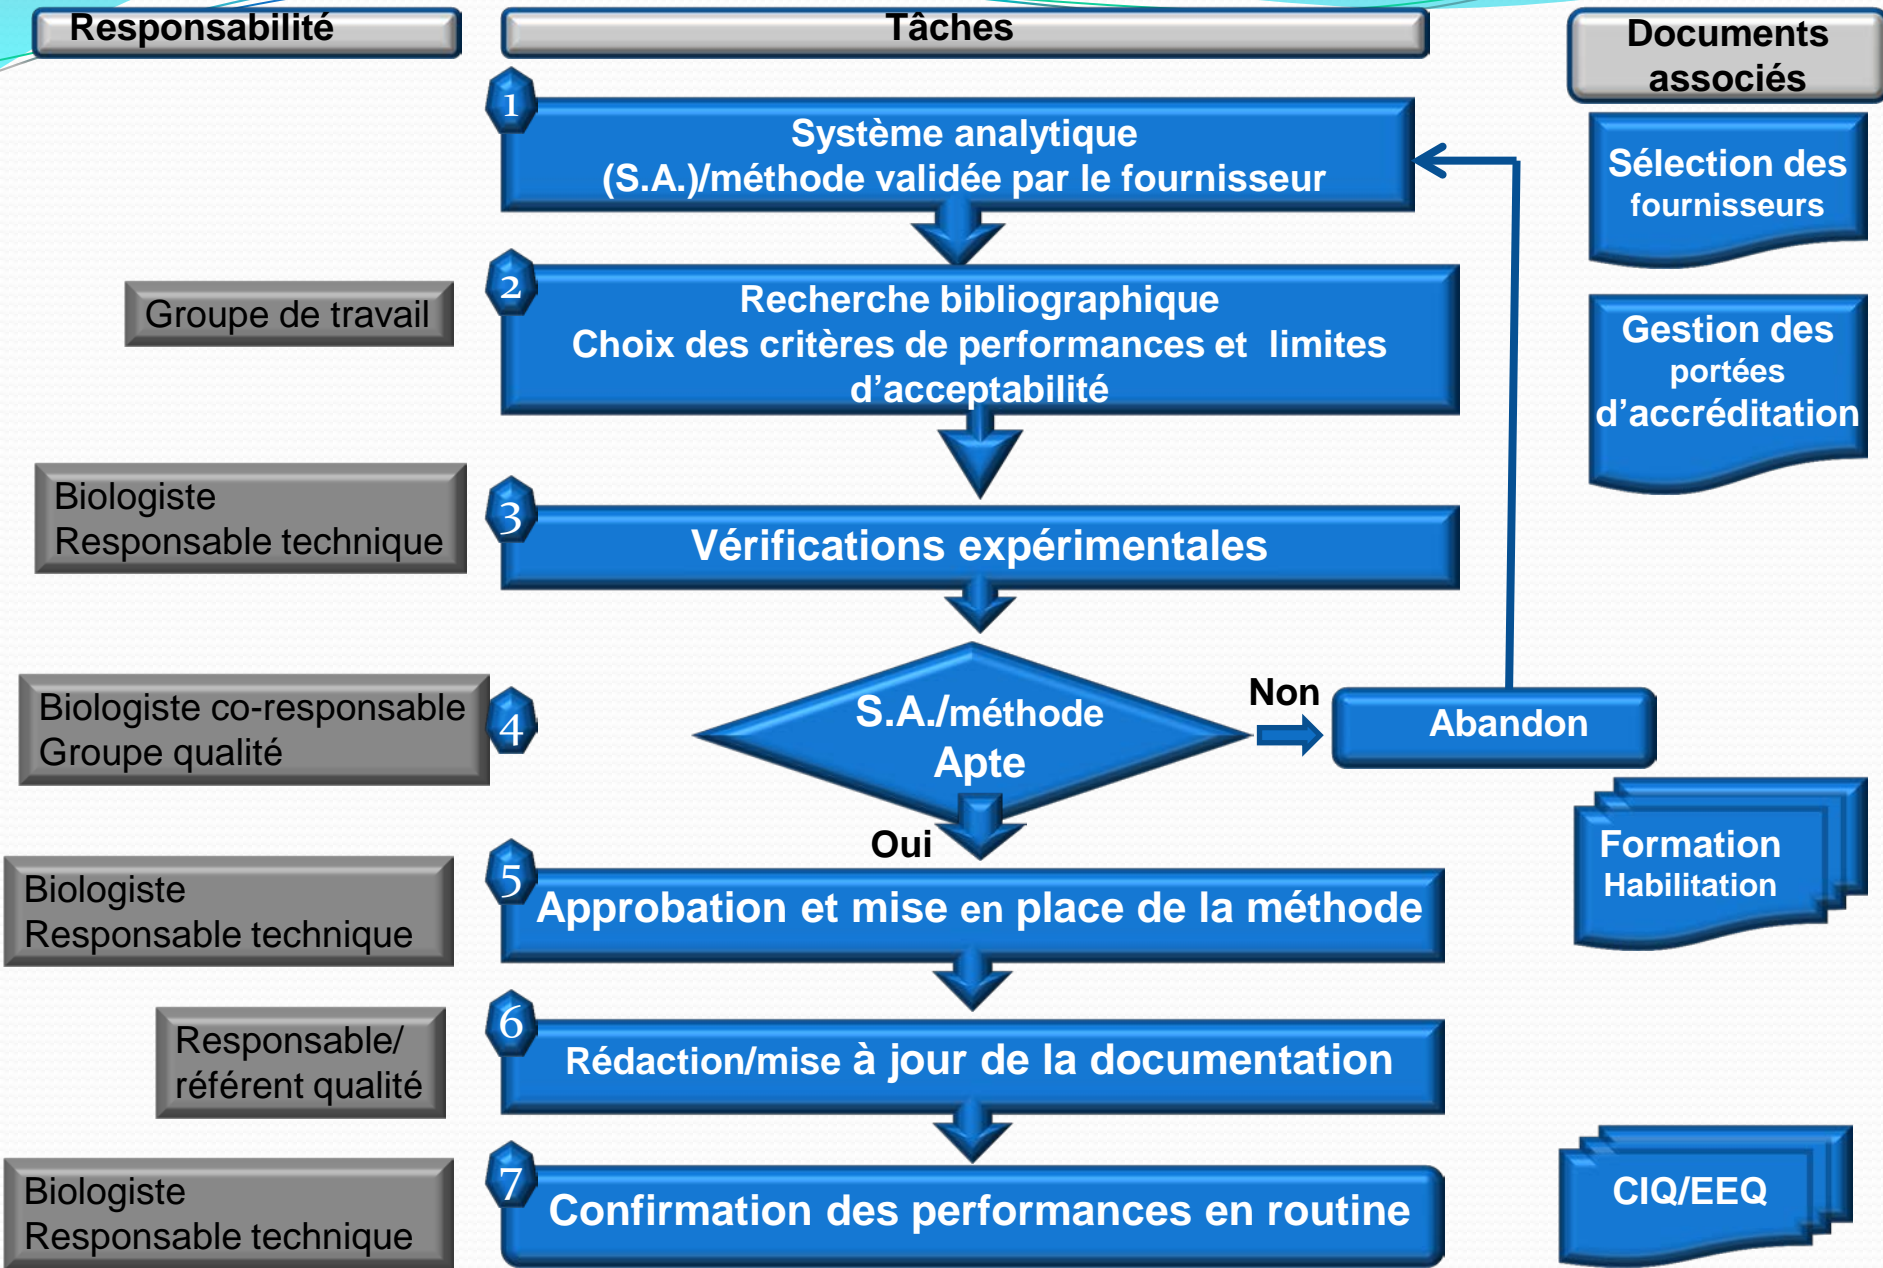 Responsabilité
Tâches
Documents
associés
1
Système analytique
(S.A.)/méthode validée par le fournisseur
Sélection des
fournisseurs
Groupe de travail
2
Recherche bibliographique
Choix des critères de performances et limites
d’acceptabilité
Gestion des
portées
d’accréditation
Biologiste
Responsable technique
3
Vérifications expérimentales
Biologiste co-responsable
Groupe qualité
4
S.A./méthode
Apte
Non
Abandon
Oui
Formation
Habilitation
Biologiste
Responsable technique
5
Approbation et mise en place de la méthode
Responsable/
référent qualité
6
Rédaction/mise à jour de la documentation
Biologiste
Responsable technique
7
Confirmation des performances en routine
CIQ/EEQ